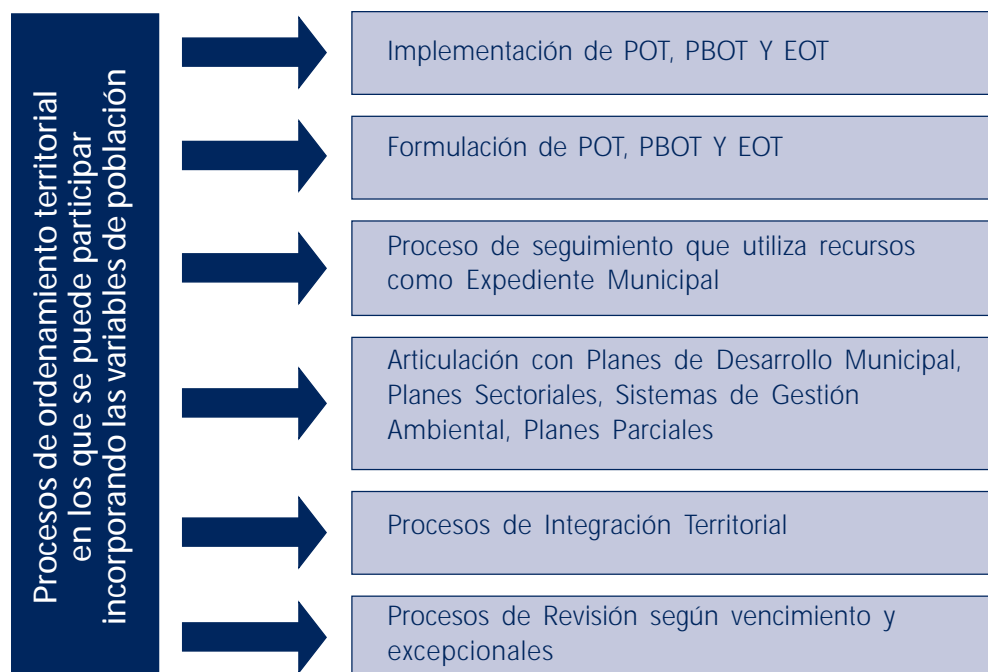 Procesos de ordenamiento territorial
en los que se puede participar
incorporando las variables de población
Implementación de POT, PBOT Y EOT
Formulación de POT, PBOT Y EOT
Proceso de seguimiento que utiliza recursos
como Expediente Municipal
Articulación con Planes de Desarrollo Municipal,
Planes Sectoriales, Sistemas de Gestión
Ambiental, Planes Parciales
Procesos de Integración Territorial
Procesos de Revisión según vencimiento y
excepcionales